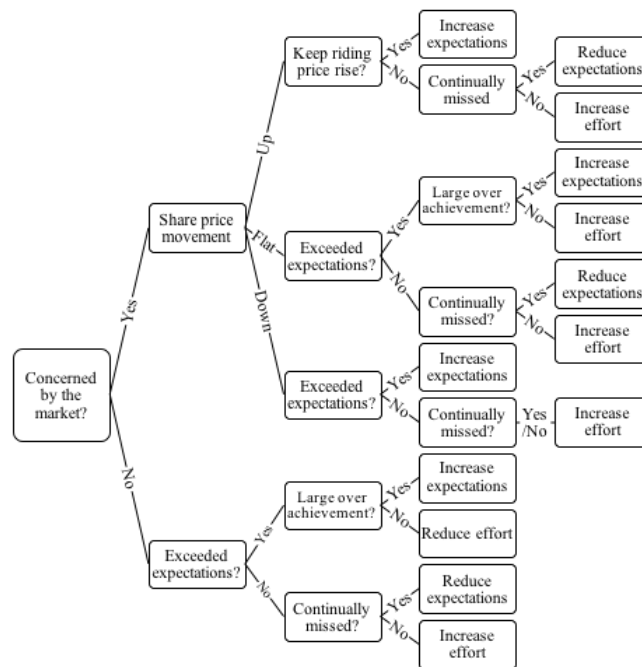 Increase
expectations
Yes
Keep riding
price rise?
No
Continually
missed
Yes
Reduce
expectations
No
Increase
effort
Up
Share price
movement
Flat
Down
Exceeded
expectations?
Yes
Large over
achievement?
Yes
Increase
expectations
No
Increase
effort
No
Continually
missed?
Yes
Reduce
expectations
No
Increase
effort
Yes
Concerned
by the
market?
No
Exceeded
expectations?
Yes
Increase
expectations
No
Continually
missed?
Yes
/No
Increase
effort
Exceeded
expectations?
Yes
Large over
achievement?
Yes
Increase
expectations
No
Reduce effort
No
Continually
missed?
Yes
Reduce
expectations
No
Increase
effort